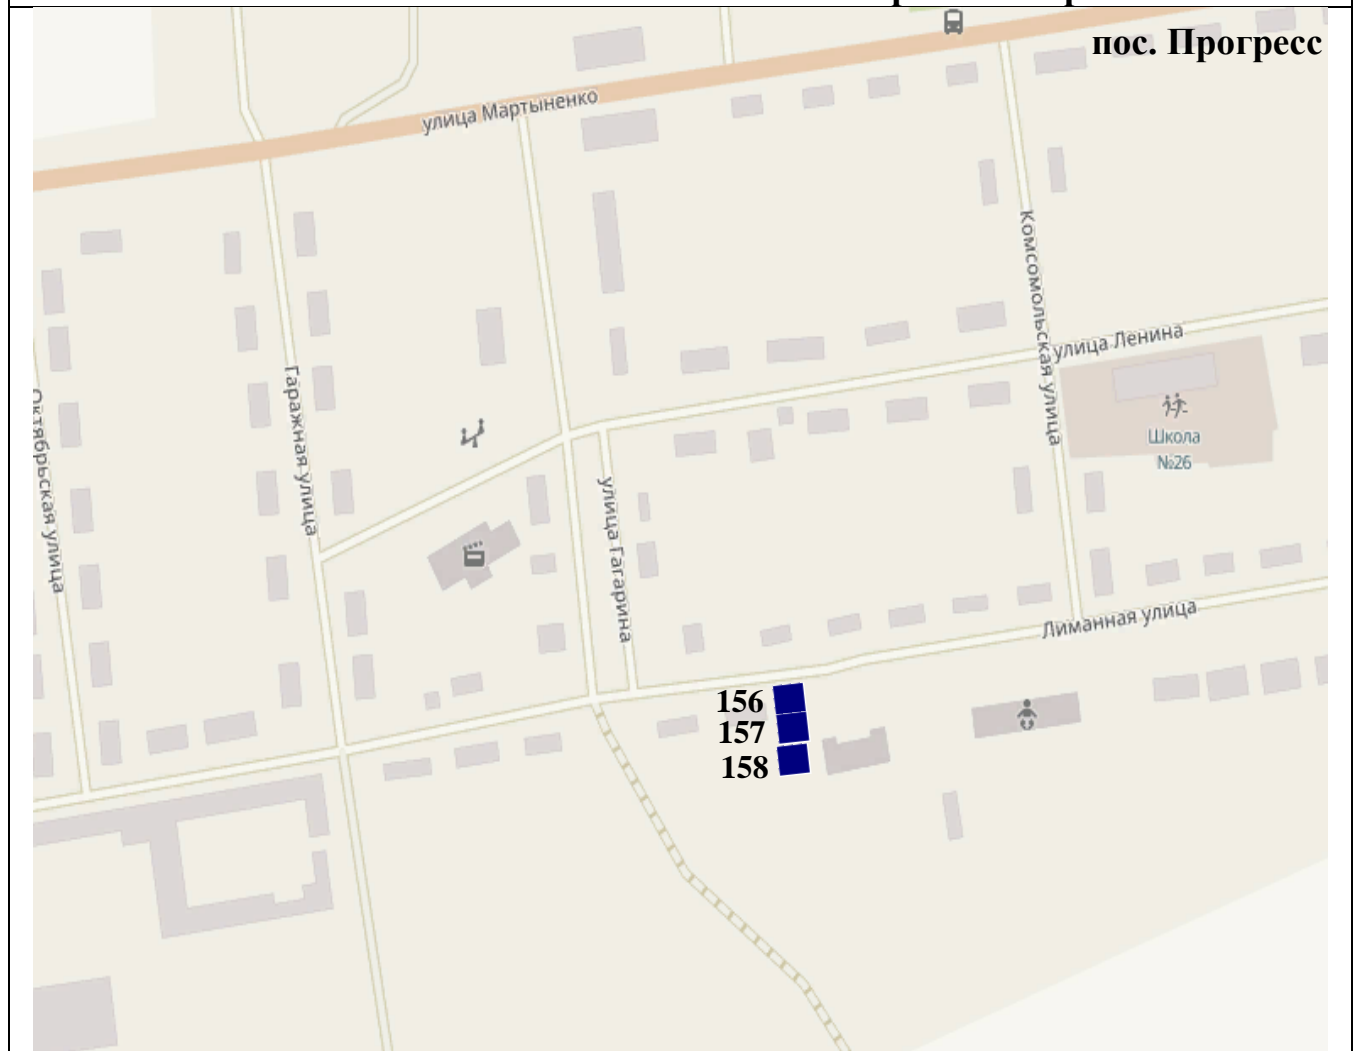 пос. Прогресс
улица Мартыненко
Комсомольская улица
улица Ленина
Гаражная улица
Октябрьская улица
Школа
№26
улица Гагарина
Лиманная улица
156
157
158